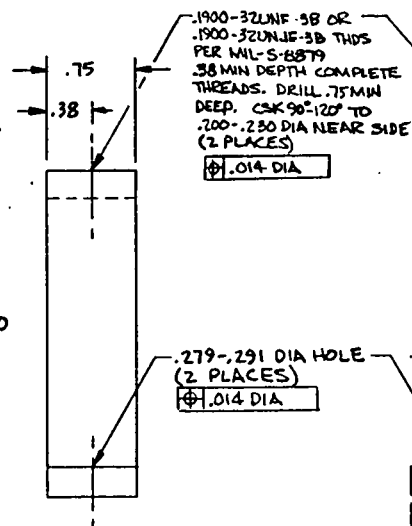 .75
.38
.1900-32UNF-3B OR
.1900-32UNJF-3B THDS
PER MIL-S-8879
.38 MIN DEPTH COMPLETE
THREADS. DRILL .75 MIN
DEEP. CSK 90°-120° TO
.200-.230 DIA NEAR SIDE
(2 PLACES)
⌖ .014 DIA
.279-.291 DIA HOLE
(2 PLACES)
⌖ .014 DIA